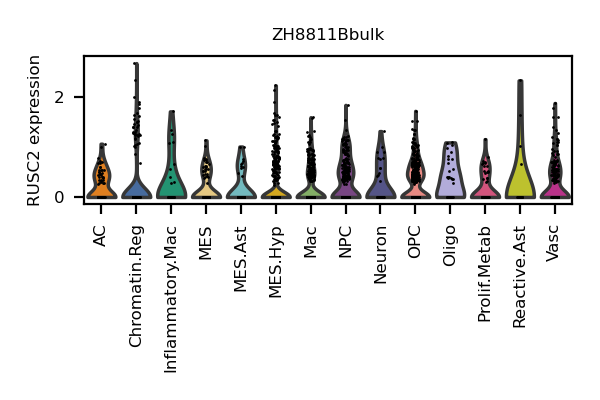 ZH8811Bbulk
RUSC2 expression
2
0
AC
Chromatin.Reg
Inflammatory.Mac
MES
MES.Ast
MES.Hyp
Mac
NPC
Neuron
OPC
Oligo
Prolif.Metab
Reactive.Ast
Vasc